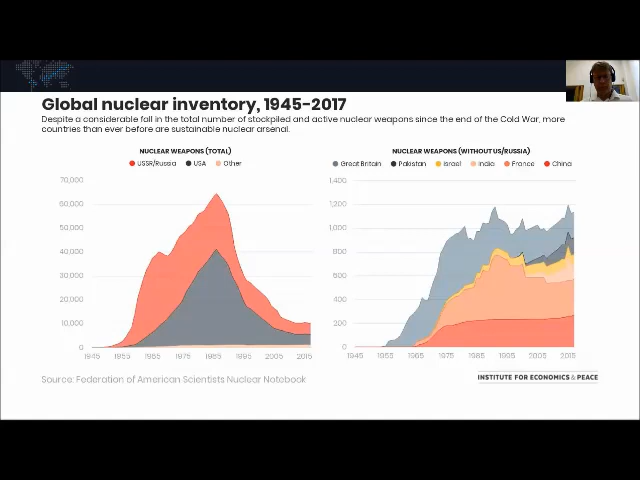 Global nuclear inventory, 1945-2017
Despite a considerable fall in the total number of stockpiled and active nuclear weapons since the end of the Cold War, more
countries than ever before are sustainable nuclear arsenal.
NUCLEAR WEAPONS (TOTAL)
USSR/Russia USA Other
70,000
60,000
50,000
40,000
30,000
20,000
10,000
0
1945 1955 1965 1975 1985 1995 2005 2015
NUCLEAR WEAPONS (WITHOUT US/RUSSIA)
Great Britain Pakistan Israel India France China
1,400
1,200
1,000
800
600
400
200
0
1945 1955 1965 1975 1985 1995 2005 2015
Source: Federation of American Scientists Nuclear Notebook
INSTITUTE FOR ECONOMICS & PEACE